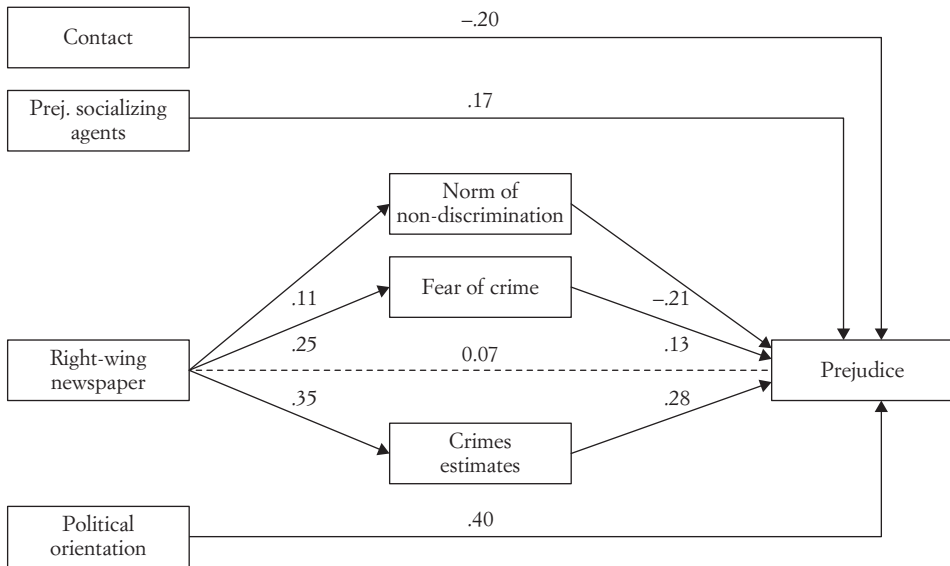 Contact
–.20
Prej. socializing
agents
.17
Norm of
non-discrimination
.11
–.21
Fear of crime
.25
.13
Right-wing
newspaper
0.07
Prejudice
.35
.28
Crimes
estimates
Political
orientation
.40